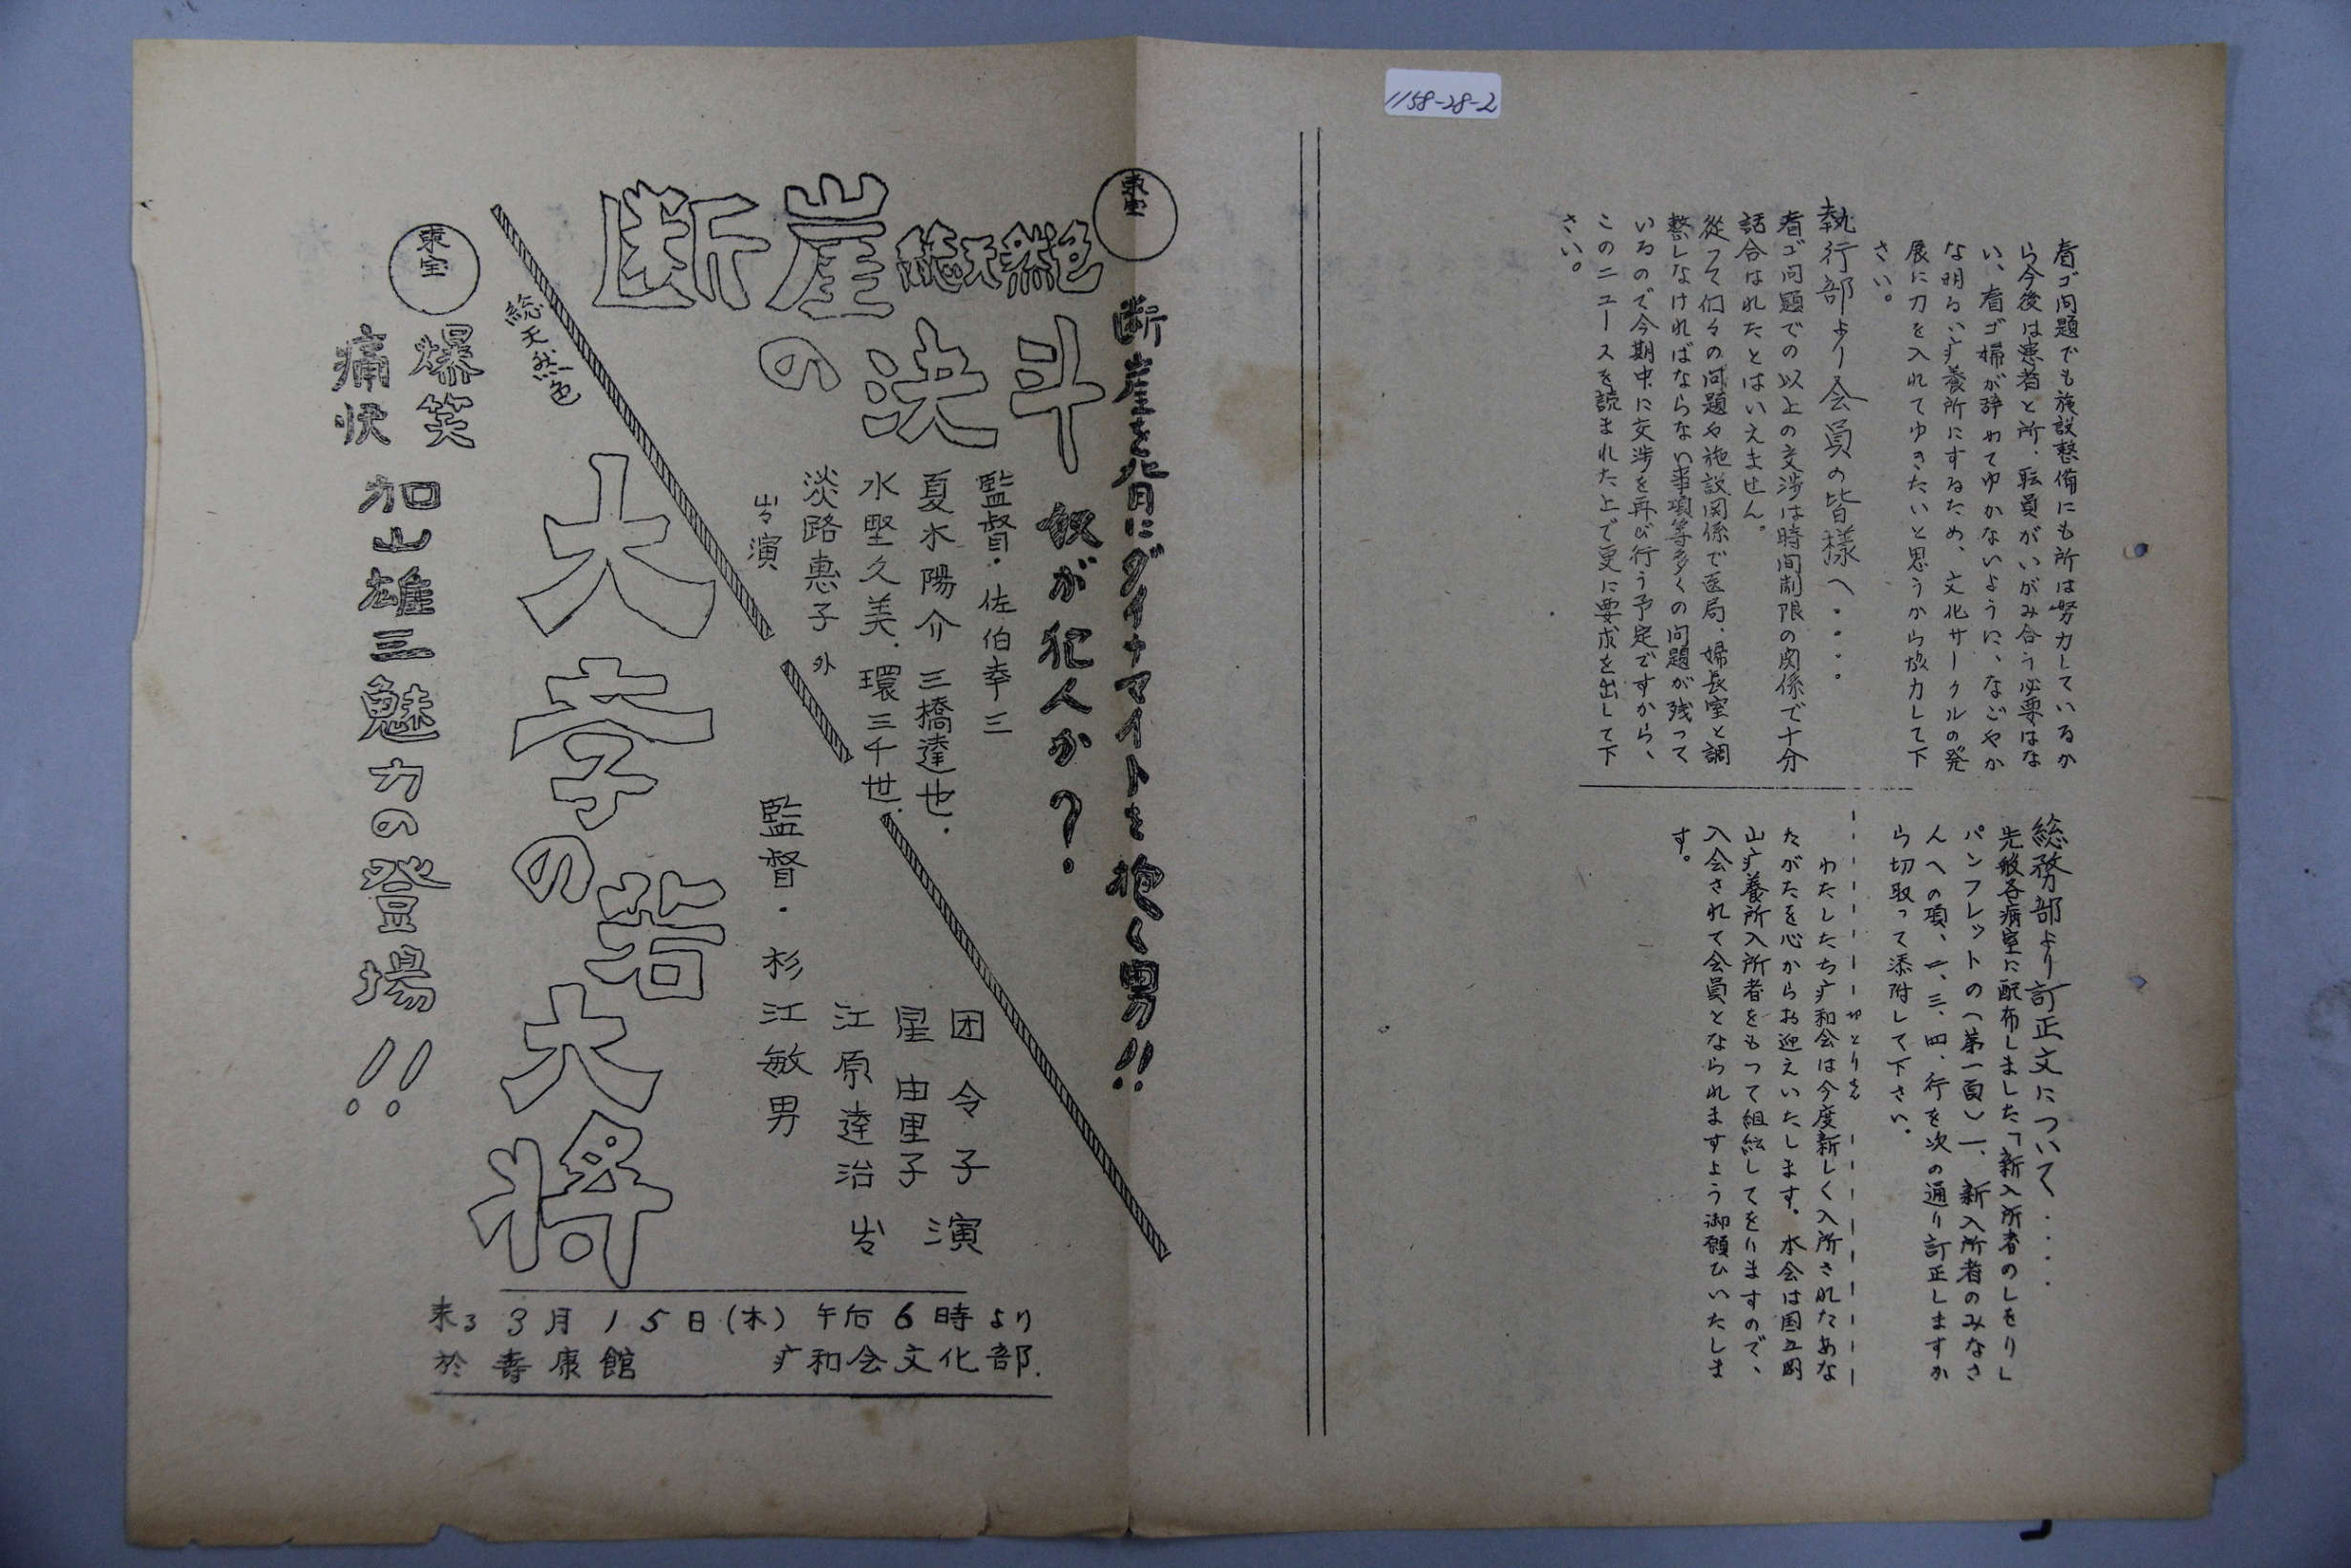 1158-28-2
看ゴ问題でも施設整備にも所は努力しているか
ら今後は患者と所、転員がいがみ合う必要はな
い、看ゴ婦が辞めてゆかないように、なごやか
な明るい疒養所にするため、文化サークルの発
展に力を入れてゆきたいと思うから協力して下
さい。
執行部より会員の皆様へ・・・・
看ゴ问題での以上の交渉は時间制限の関係で十分
話合はれたとはいえません。
従って個々の问題や施設関係で医局、婦長室と調
整しなければならない事項等多くの问題が残って
いるので今期中に交渉を再び行う予定ですから、
このニュースを読まれた上で更に要求を出して下
さい。
総務部より訂正文について・・・・
先般各病室に配布しました「新入所者のしをり」
パンフレットの(第一頁)一、新入所者のみなさ
んへの項、二、三、四、行を次の通り訂正しますか
ら切取って添附して下さい。
きりとりせん
わたしたち疒和会は今度新しく入所されたあな
たがたを心からお迎えいたします。本会は国立岡
山疒養所入所者をもって組織してをりますので、
入会されて会員となられますよう御願ひいたしま
す。
東宝
断崖を背にダイナマイトを抱く男!!
奴が犯人か?.
総天然色
断崖
の決斗
監督・佐伯幸三
夏木陽介 三橋達也.
水野久美.環三千世.
淡路恵子 外
出演
団令子
星由里子
江原達治
出演
監督・杉江敏男
総天然色
大学の若大将
東宝
爆笑
痛快
加山雄三魅力の登場!!
来る3月15日(木)午后6時より
於寿康館 疒和会文化部.